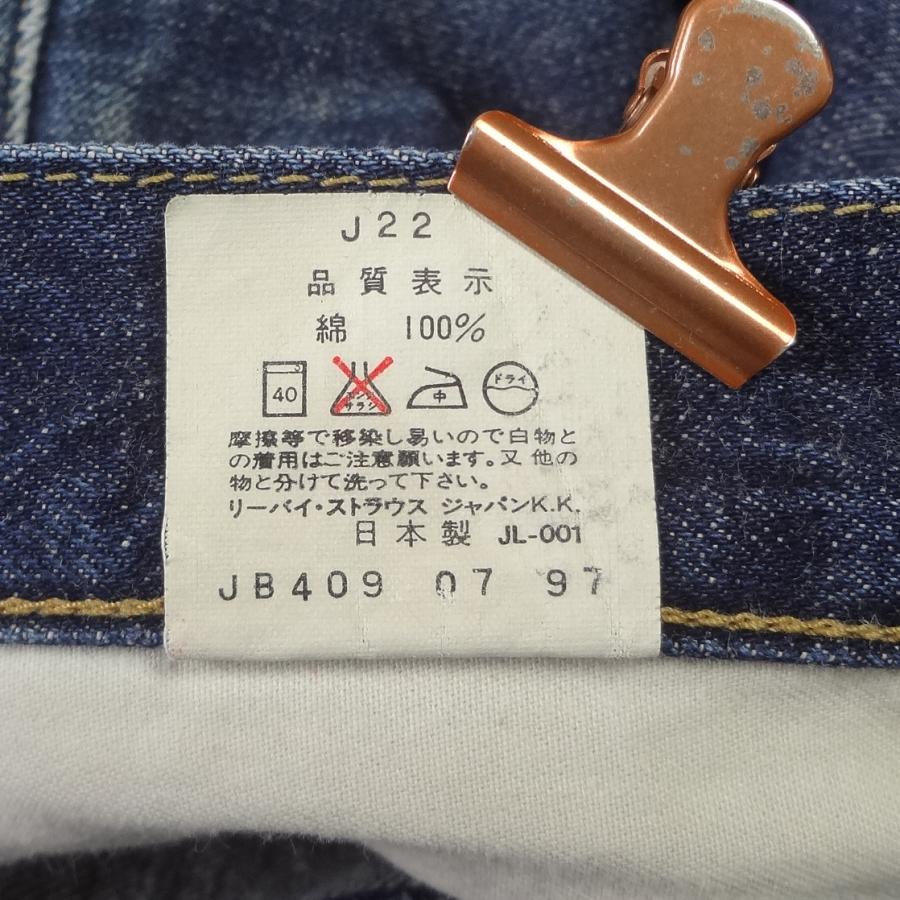 J22
品質表示
綿 100%
40 エンソ サラシ 中 ドライ
摩擦等で移染し易いので白物と
の着用はご注意願います。又他の
物と分けて洗って下さい。
リーバイ・ストラウス ジャパンK.K.
日本製 JL-001
JB409 07 97